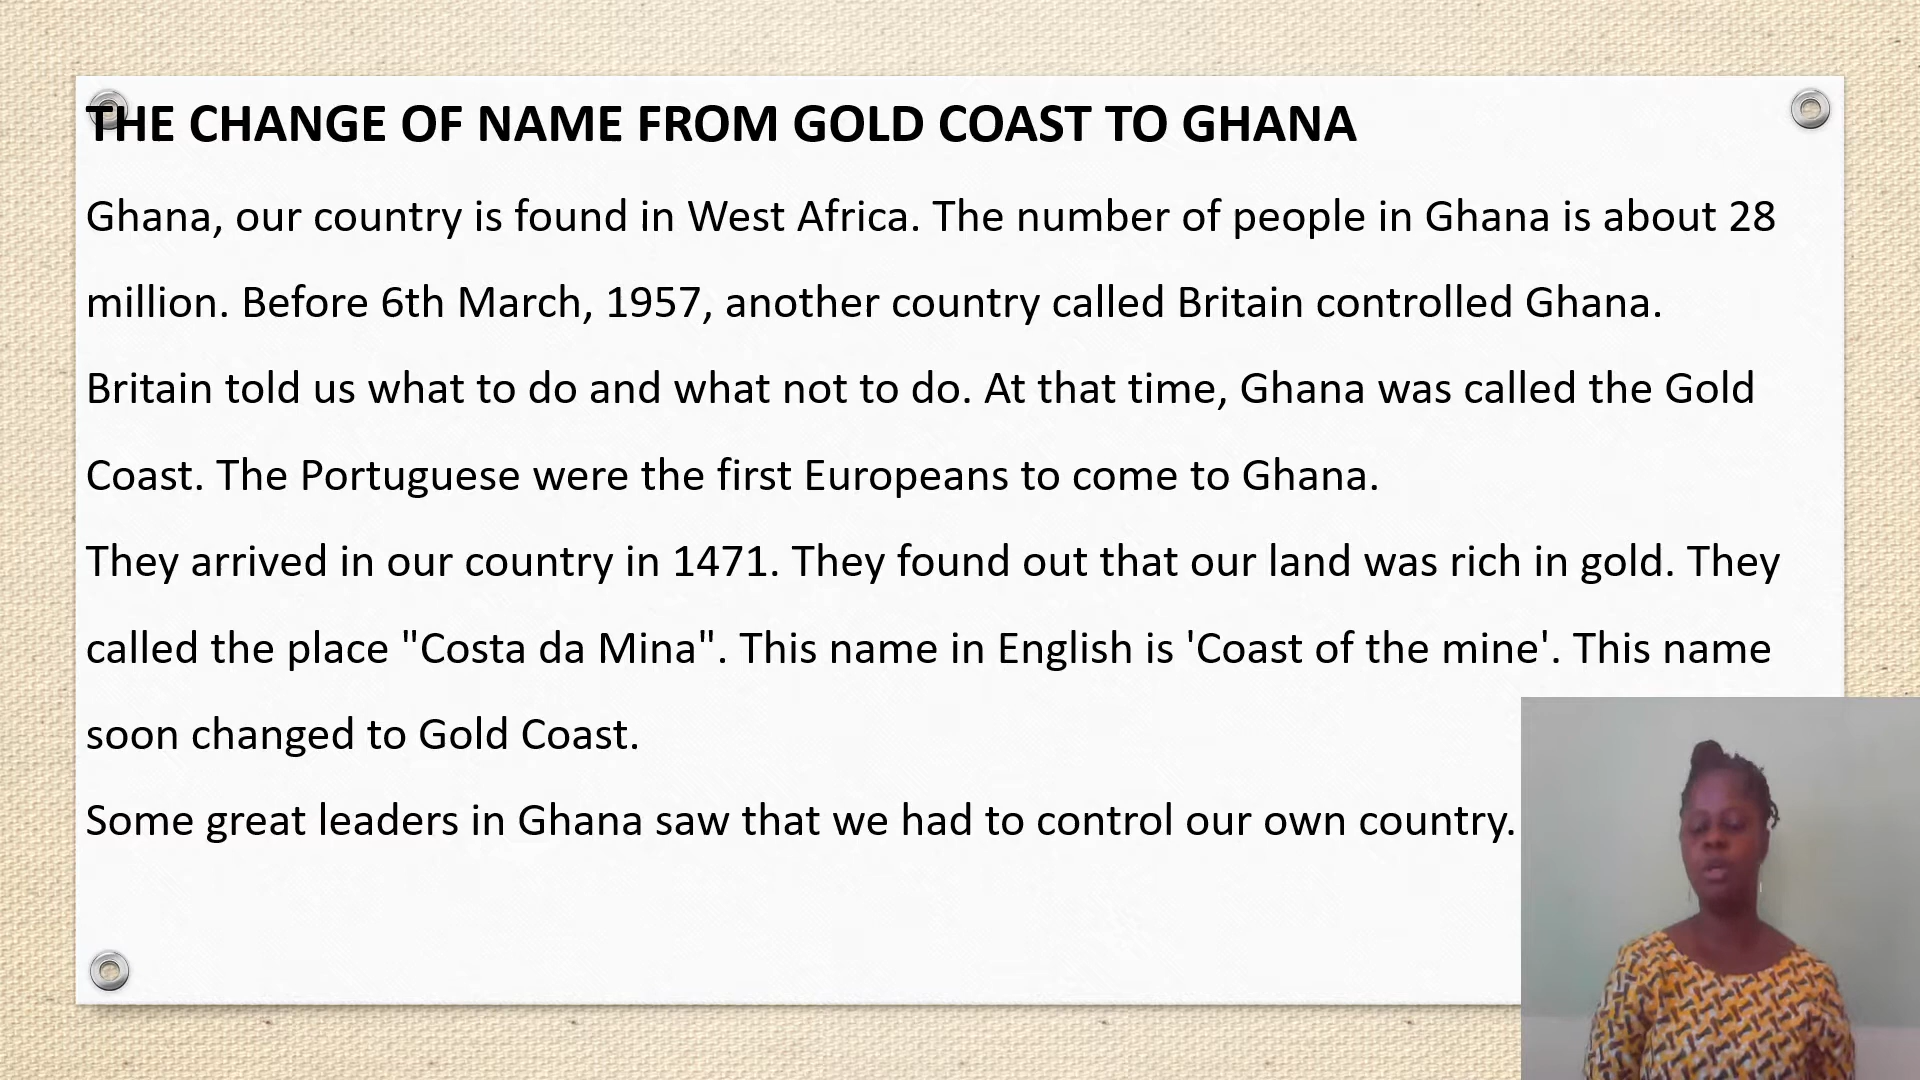 THE CHANGE OF NAME FROM GOLD COAST TO GHANA
Ghana, our country is found in West Africa. The number of people in Ghana is about 28
million. Before 6th March, 1957, another country called Britain controlled Ghana.
Britain told us what to do and what not to do. At that time, Ghana was called the Gold
Coast. The Portuguese were the first Europeans to come to Ghana.
They arrived in our country in 1471. They found out that our land was rich in gold. They
called the place "Costa da Mina". This name in English is 'Coast of the mine'. This name
soon changed to Gold Coast.
Some great leaders in Ghana saw that we had to control our own country.